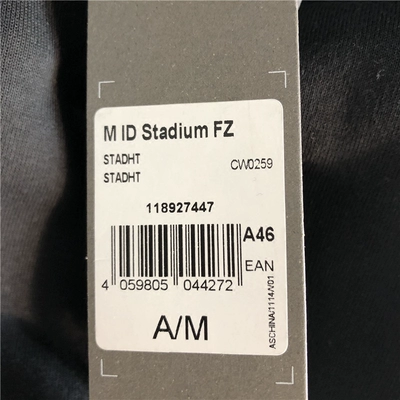 M ID Stadium FZ
STADHT
STADHT
CW0259
118927447
A46
EAN
4 059805 044272
A/M
ASCHINA/1114/V01